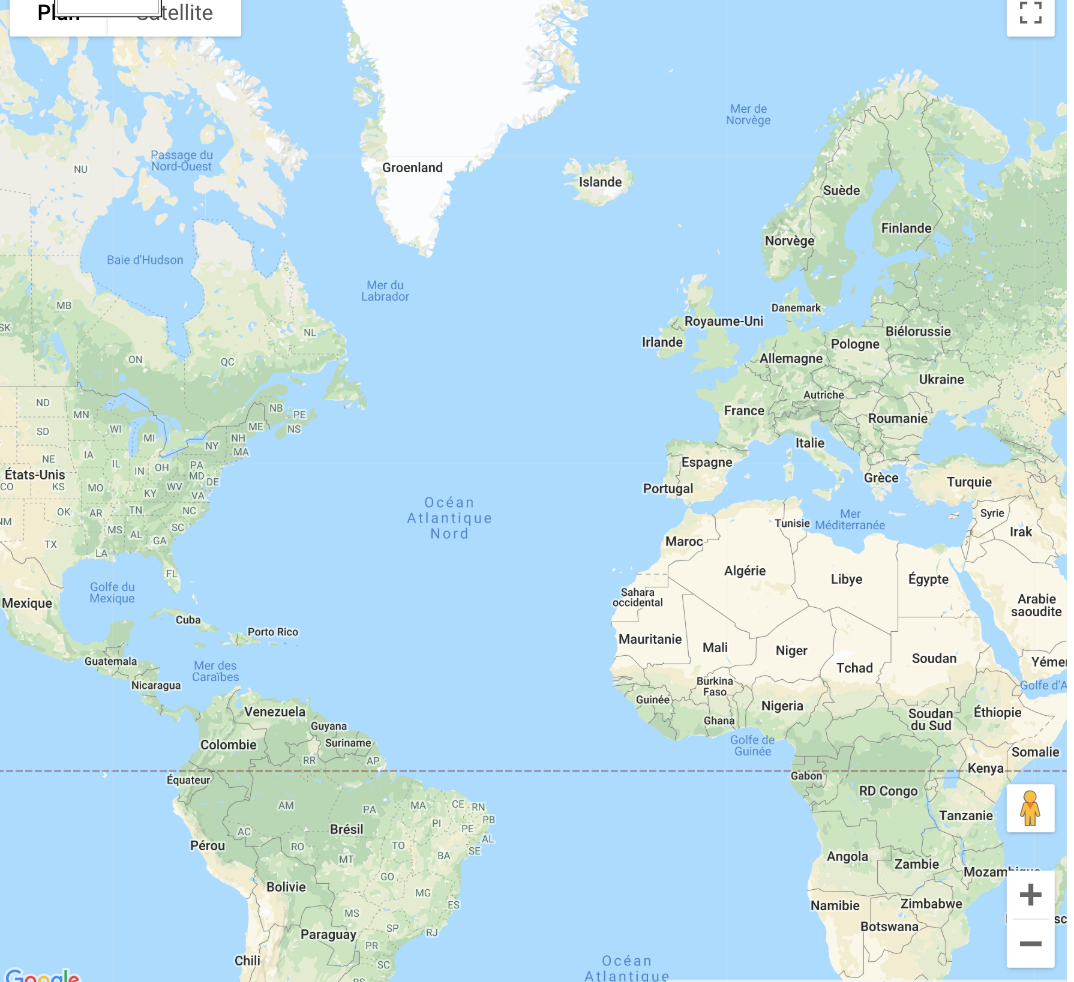 Plan
Satellite
Groenland
Mer de
Norvège
Passage du
Nord-Ouest
NU
Islande
Suède
Finlande
Norvège
Baie d'Hudson
Mer du
Labrador
MB
SK
ON
QC
NL
Danemark
Royaume-Uni
Irlande
Biélorussie
Pologne
Allemagne
Ukraine
Autriche
France
Roumanie
Italie
Espagne
Grèce
Portugal
Turquie
ND
MN
NB
PE
NS
ME
SD
WI
MI
NH
NY
MA
NE
IA
IL
IN
OH
PA
MD
DE
États-Unis
CO
KS
MO
KY
WV
VA
OK
AR
TN
NC
NM
MS
AL
SC
GA
TX
LA
FL
Océan
Atlantique
Nord
Tunisie
Mer
Méditerranée
Syrie
Irak
Maroc
Algérie
Libye
Égypte
Sahara
occidental
Arabie
saoudite
Golfe du
Mexique
Mexique
Cuba
Porto Rico
Mauritanie
Mali
Niger
Tchad
Soudan
Guatemala
Mer des
Caraïbes
Nicaragua
Yémen
Golfe d'A
Burkina
Faso
Guinée
Nigeria
Ghana
Soudan
du Sud
Éthiopie
Venezuela
Guyana
Suriname
Colombie
RR
AP
Golfe de
Guinée
Somalie
Kenya
Gabon
Équateur
RD Congo
Tanzanie
AM
PA
MA
CE
RN
PB
PI
PE
AL
SE
AC
Brésil
Pérou
RO
TO
BA
MT
Bolivie
GO
MG
ES
MS
SP
RJ
Paraguay
PR
SC
RS
Chili
Angola
Zambie
Mozambique
Namibie
Zimbabwe
Botswana
sc
Océan
Atlantique
Google